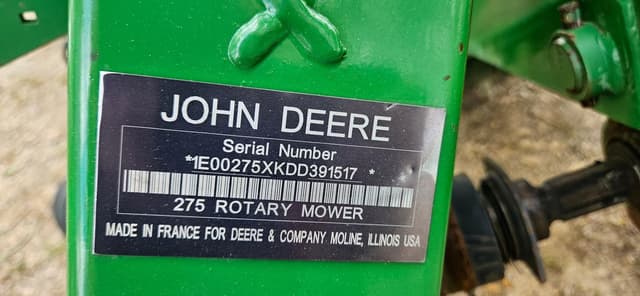 JOHN DEERE
Serial Number
*1E00275XKDD391517 *
275 ROTARY MOWER
MADE IN FRANCE FOR DEERE & COMPANY MOLINE, ILLINOIS USA